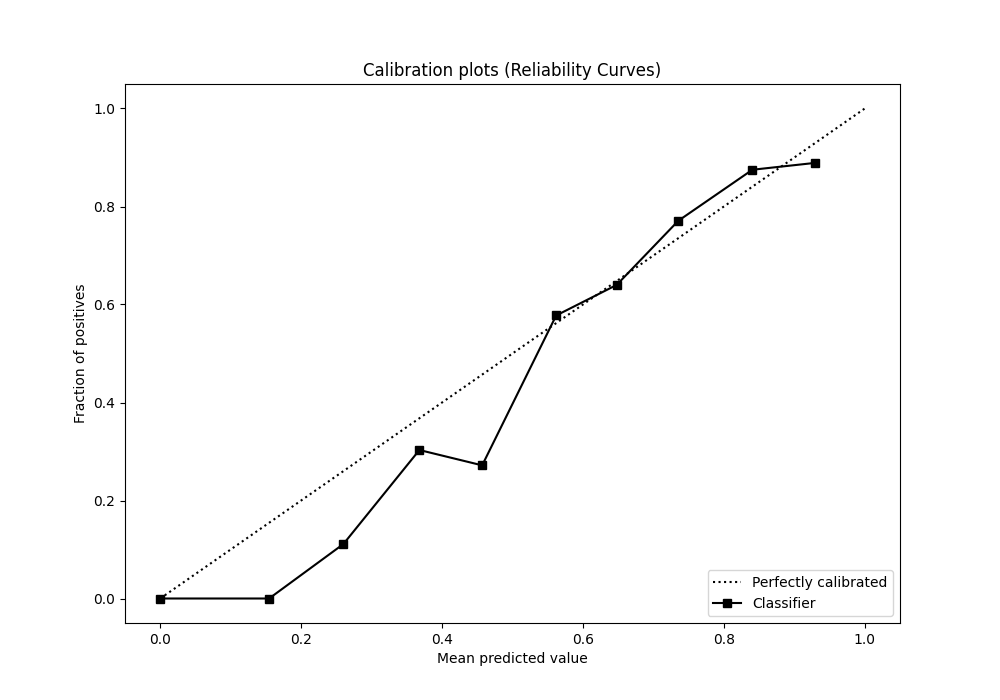 Calibration plots (Reliability Curves)
1.0
0.8
0.6
0.4
0.2
0.0
Fraction of positives
Perfectly calibrated
Classifier
0.0 0.2 0.4 0.6 0.8 1.0
Mean predicted value